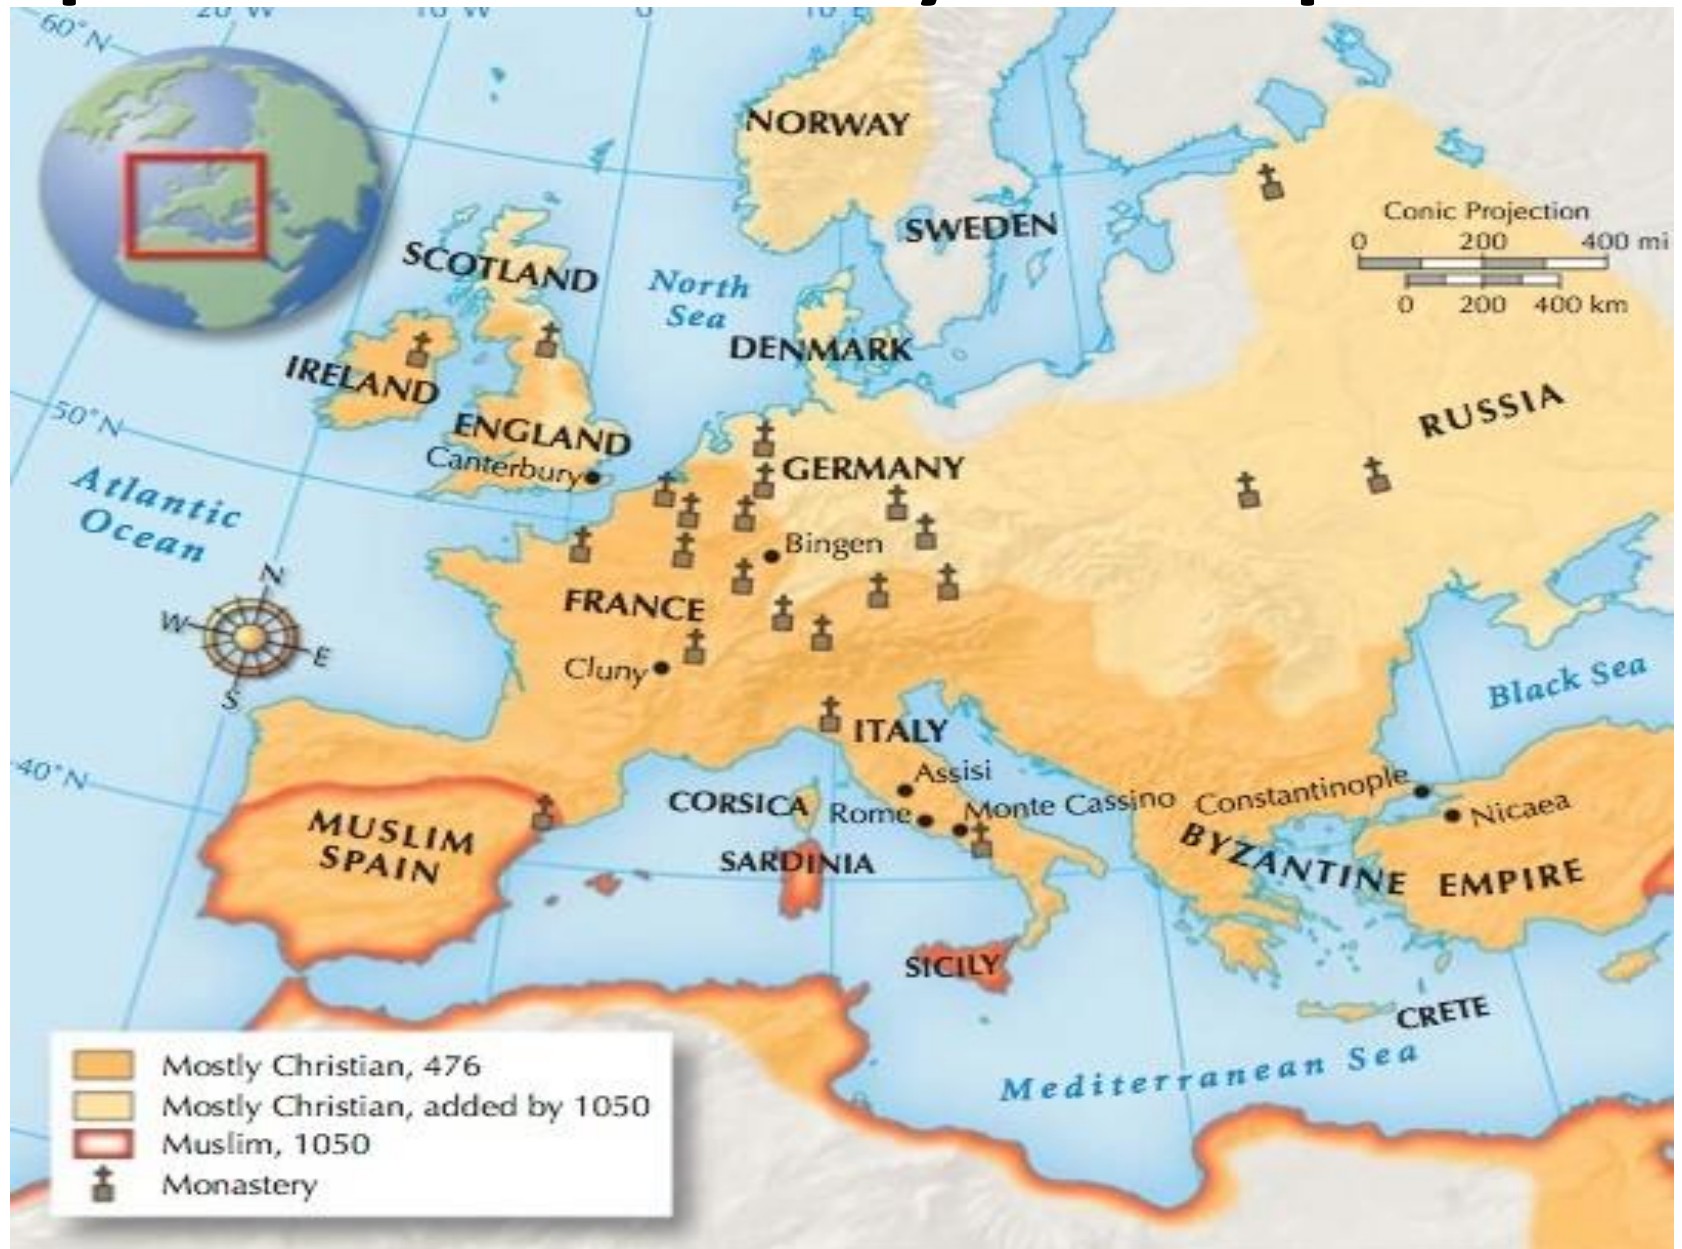 20°W
10°W
0°
10°E
60°N
NORWAY
Conic Projection
0 200 400 mi
0 200 400 km
SWEDEN
SCOTLAND
North
Sea
DENMARK
IRELAND
RUSSIA
50°N
ENGLAND
Canterbury
GERMANY
Atlantic
Ocean
Bingen
N
W
E
S
FRANCE
Cluny
Black Sea
ITALY
40°N
Assisi
CORSICA
Rome
Monte Cassino
Constantinople
Nicaea
MUSLIM
SPAIN
SARDINIA
BYZANTINE EMPIRE
SICILY
CRETE
Mediterranean Sea
Mostly Christian, 476
Mostly Christian, added by 1050
Muslim, 1050
Monastery